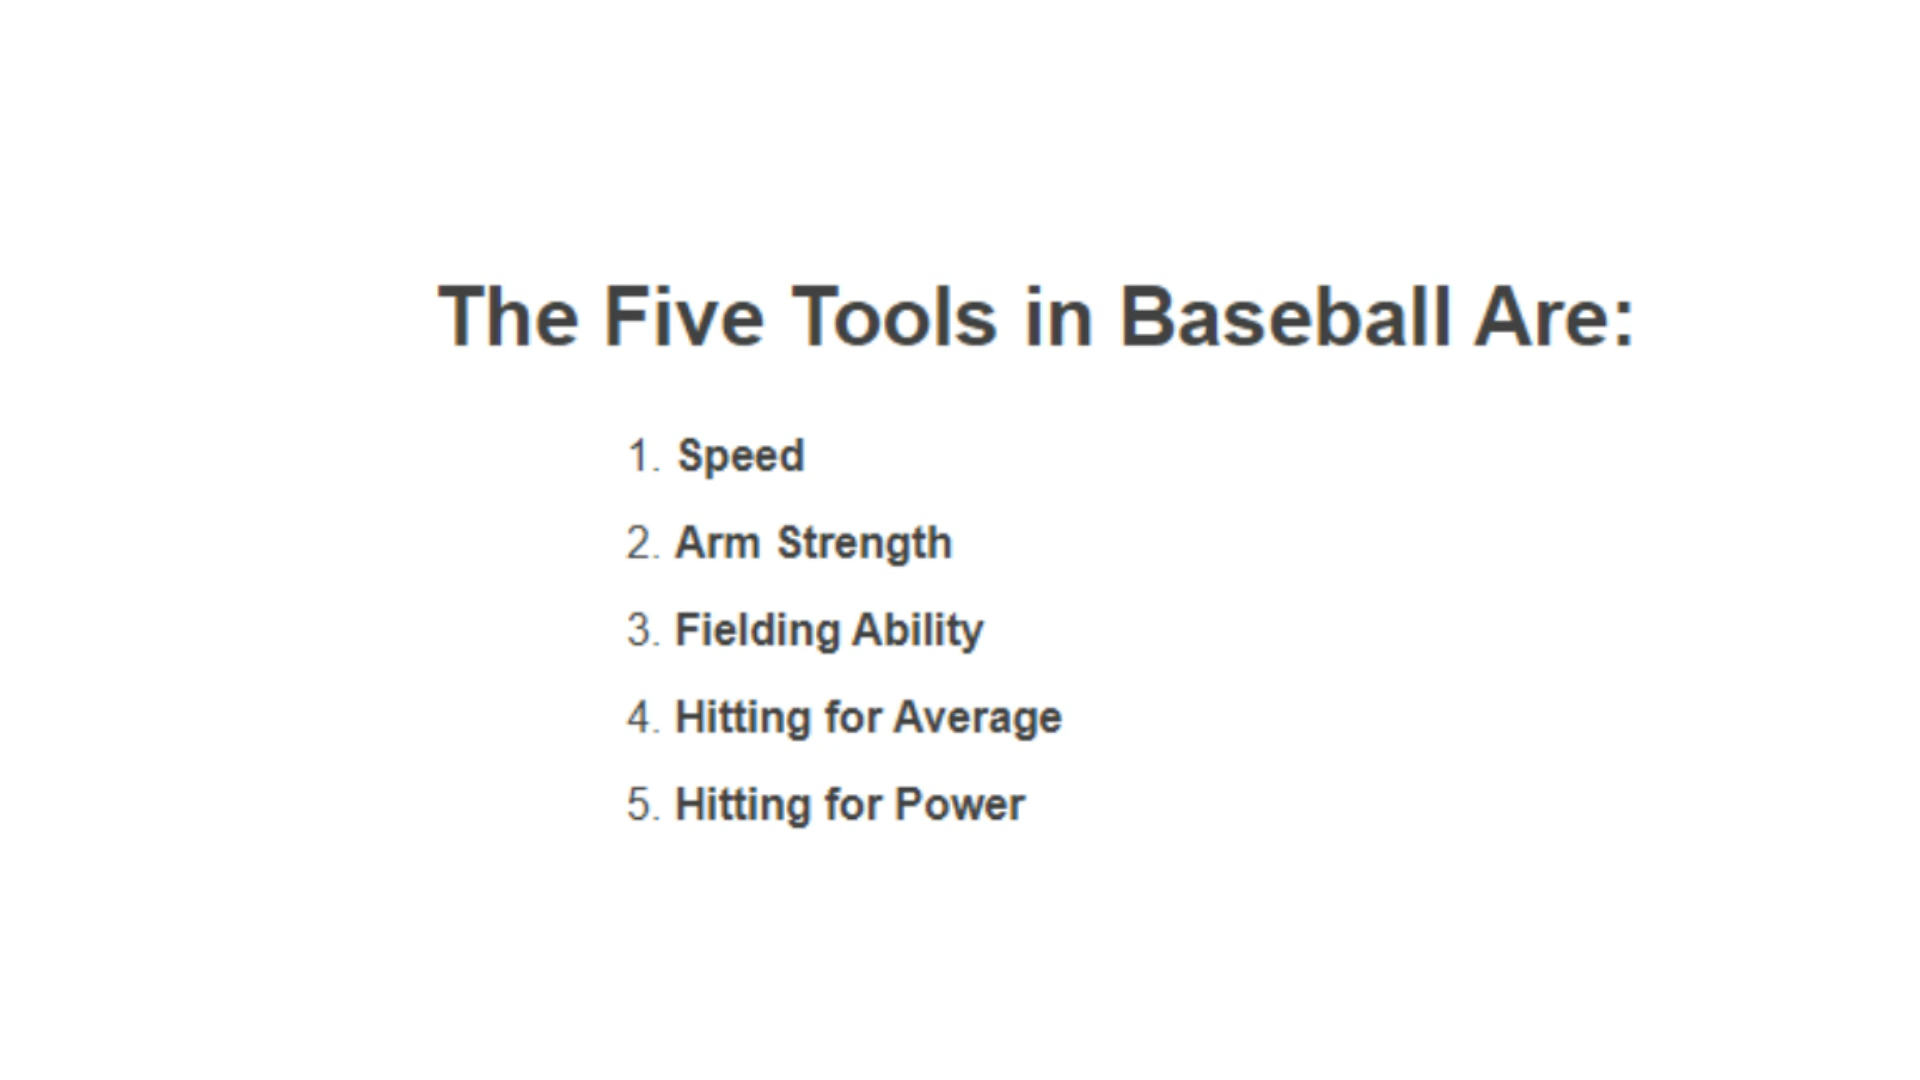 The Five Tools in Baseball Are:
1. Speed
2. Arm Strength
3. Fielding Ability
4. Hitting for Average
5. Hitting for Power